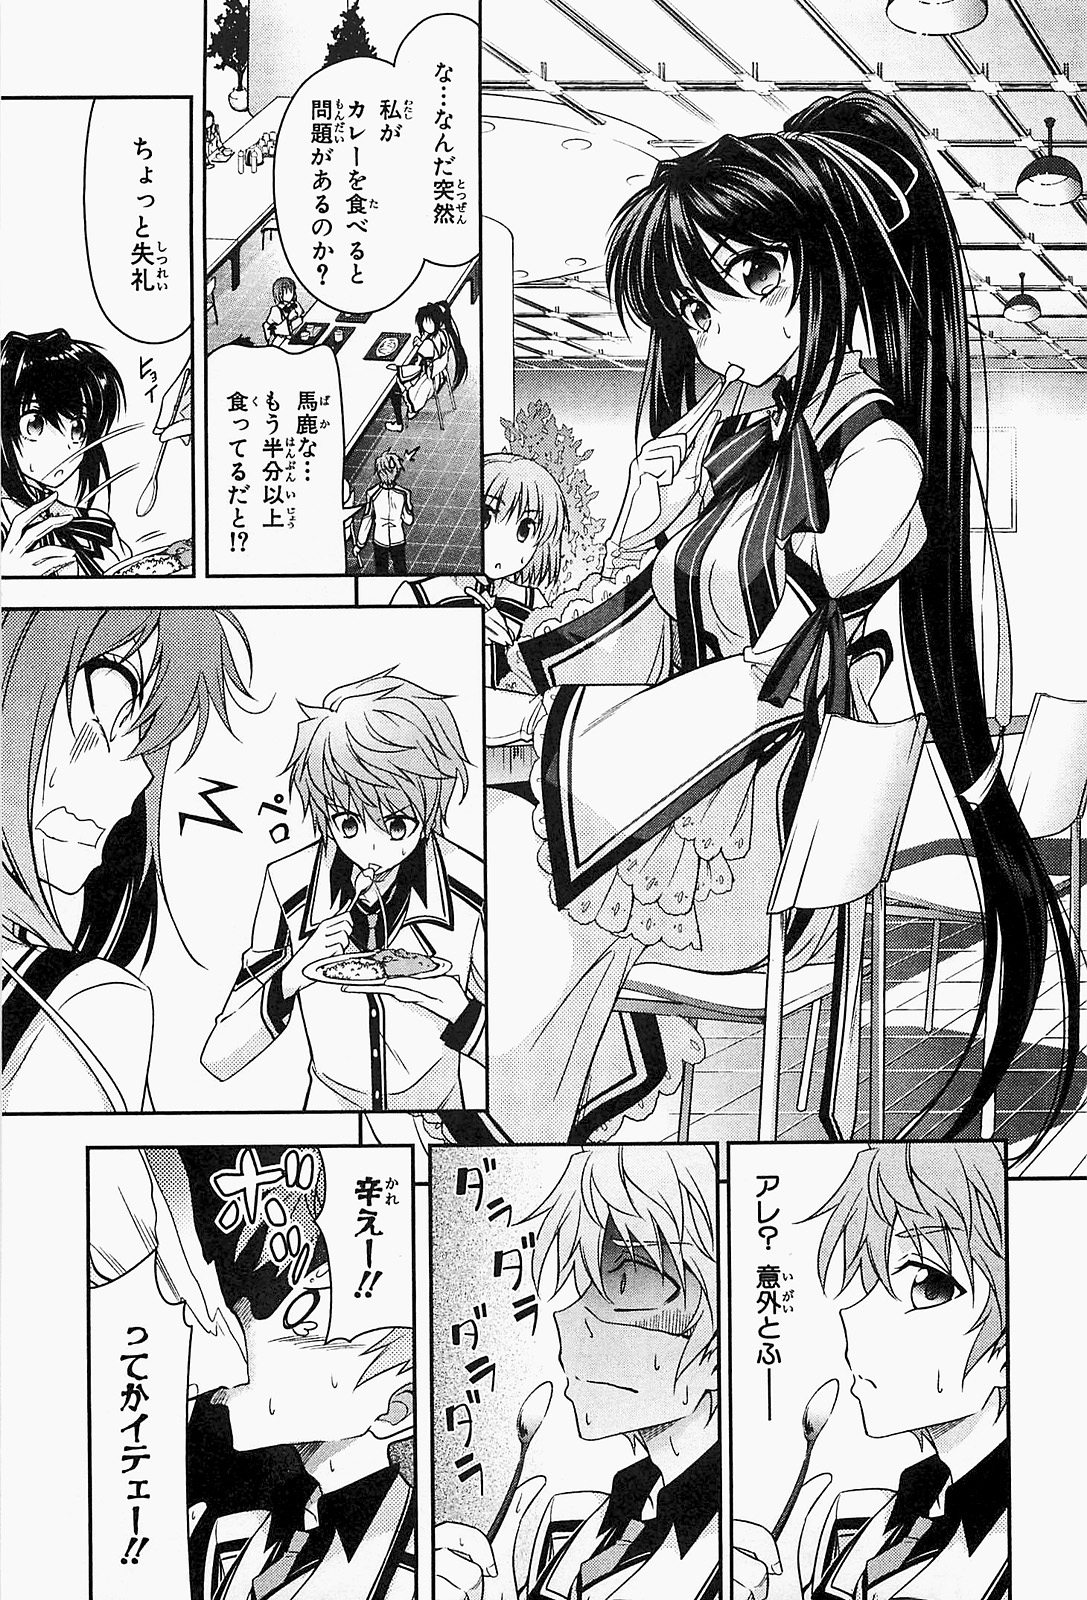 な…なんだ突然
私が
カレーを食べると
問題があるのか?
馬鹿な…
もう半分以上
食ってるだと!?
ちょっと失礼
ヒョイ
ペロ
アレ? 意外とふ――
ダラ
ダラ
ダラ
ダラ
辛えー!!
ボボッ
ってかイテェー!!